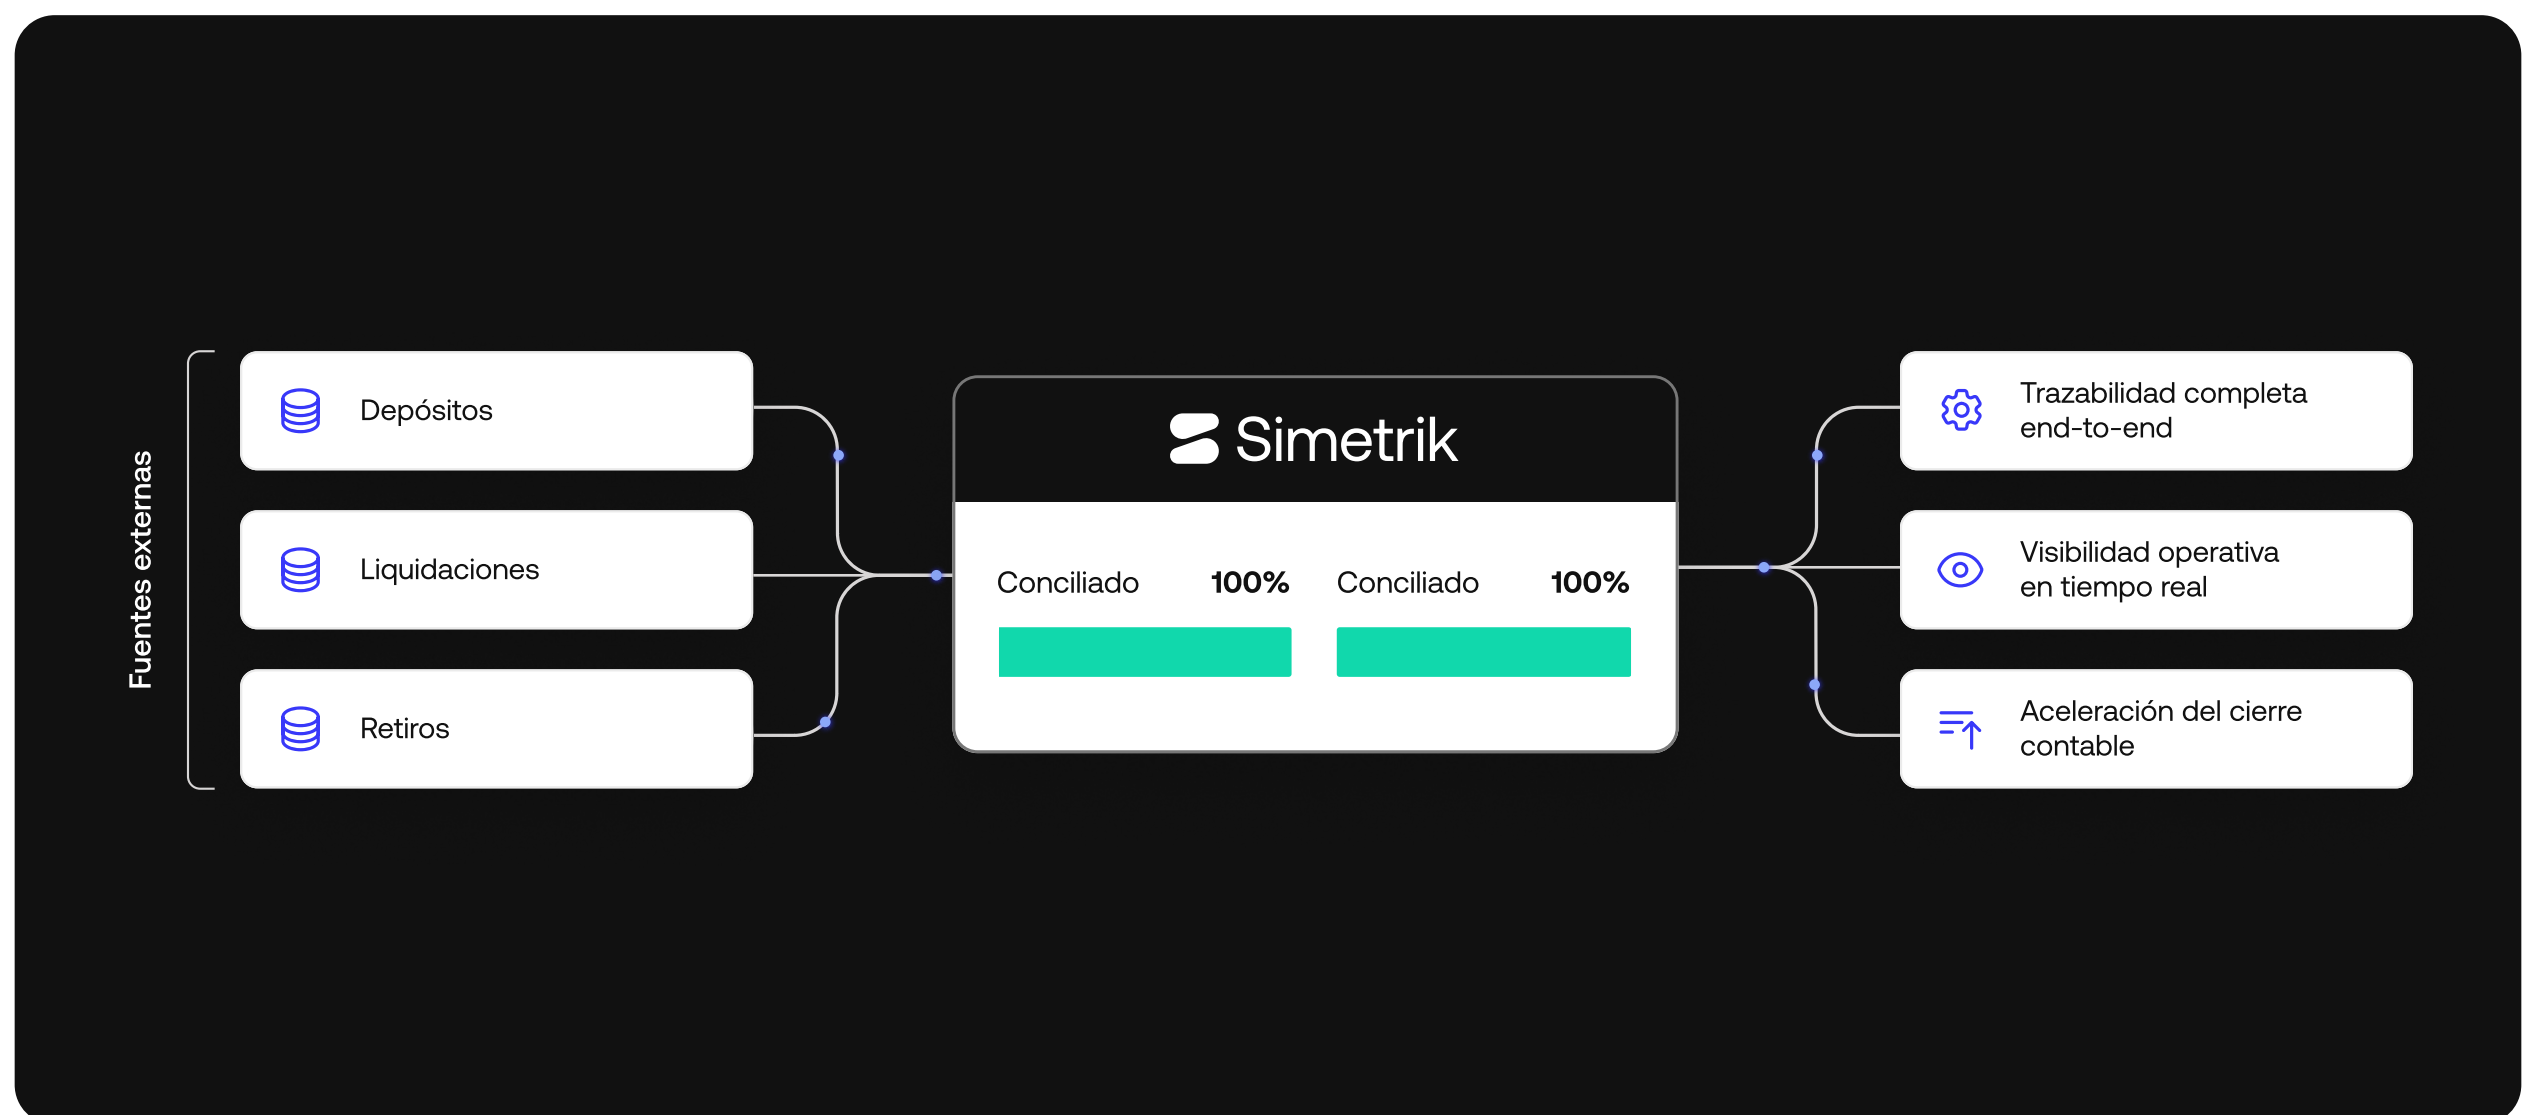 Fuentes externas
Depósitos
Liquidaciones
Retiros
Simetrik
Conciliado 100%
Conciliado 100%
Trazabilidad completa
end-to-end
Visibilidad operativa
en tiempo real
Aceleración del cierre
contable